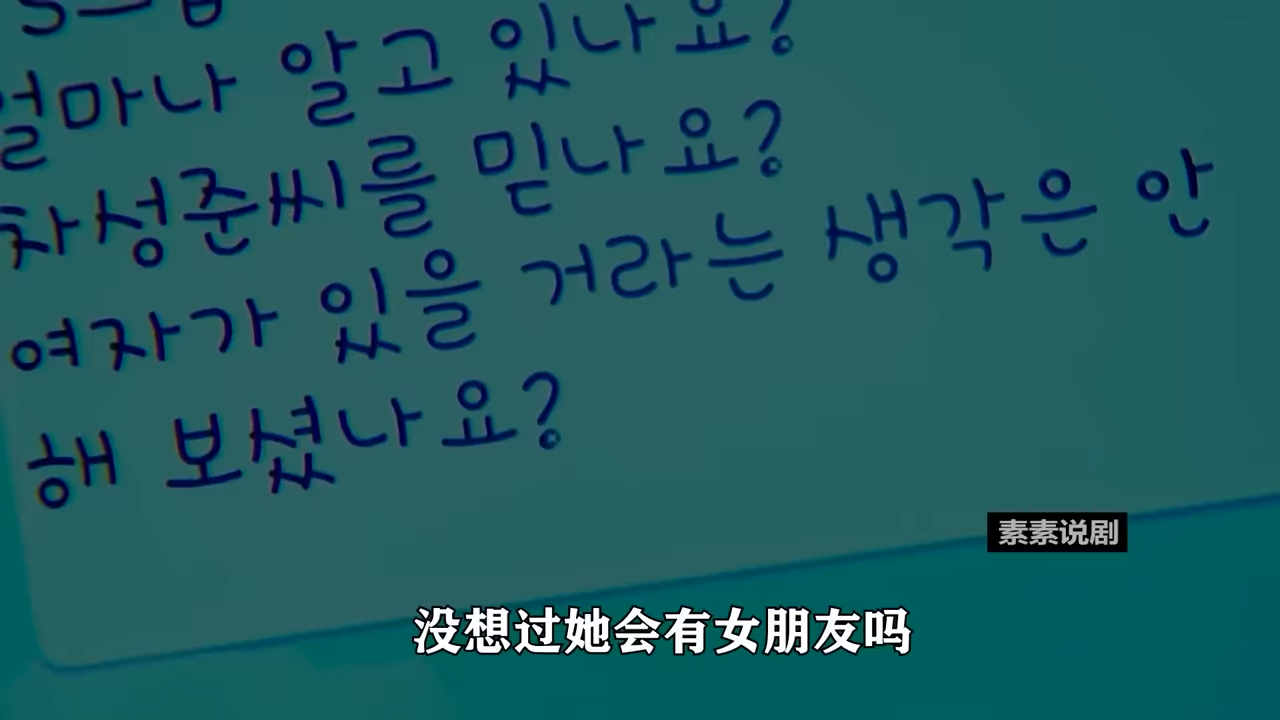 얼마나 알고 있나요?
차성준씨를 믿나요?
여자가 있을 거라는 생각은 안
해 보셨나요?
素素说剧
没想过她会有女朋友吗